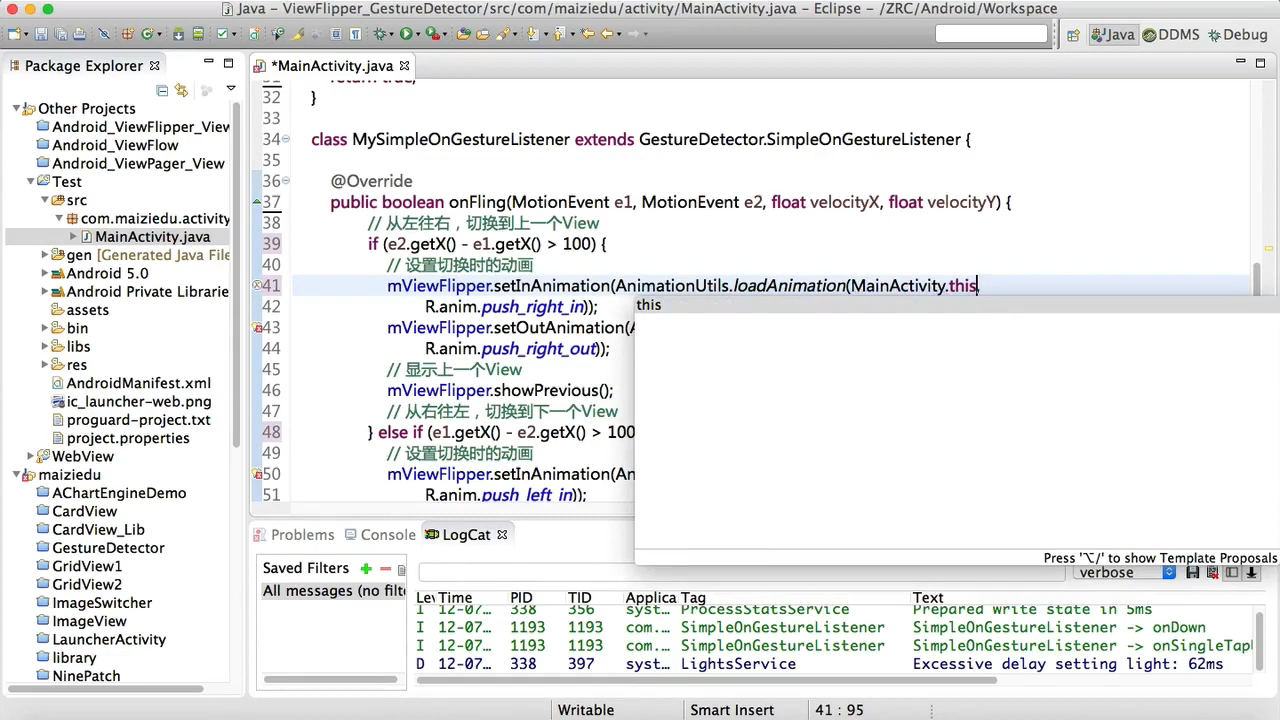 Java – ViewFlipper_GestureDetector/src/com/maiziedu/activity/MainActivity.java – Eclipse – /ZRC/Android/Workspace
Java
DDMS
Debug
Package Explorer
Other Projects
Android_ViewFlipper_View
Android_ViewFlow
Android_ViewPager_View
Test
src
com.maiziedu.activity
MainActivity.java
gen [Generated Java File
Android 5.0
Android Private Librarie
assets
bin
libs
res
AndroidManifest.xml
ic_launcher-web.png
proguard-project.txt
project.properties
WebView
maiziedu
AChartEngineDemo
CardView
CardView_Lib
GestureDetector
GridView1
GridView2
ImageSwitcher
ImageView
LauncherActivity
library
NinePatch
*MainActivity.java
31 return true;
32 }
33
34 class MySimpleOnGestureListener extends GestureDetector.SimpleOnGestureListener {
35
36 @Override
37 public boolean onFling(MotionEvent e1, MotionEvent e2, float velocityX, float velocityY) {
38 // 从左往右，切换到上一个View
39 if (e2.getX() - e1.getX() > 100) {
40 // 设置切换时的动画
41 mViewFlipper.setInAnimation(AnimationUtils.loadAnimation(MainActivity.this,
42 R.anim.push_right_in));
43 mViewFlipper.setOutAnimation(
44 R.anim.push_right_out));
45 // 显示上一个View
46 mViewFlipper.showPrevious();
47 // 从右往左，切换到下一个View
48 } else if (e1.getX() - e2.getX() > 100
49 // 设置切换时的动画
50 mViewFlipper.setInAnimation(An
51 R.anim.push_left_in));
this
Press '⌥/' to show Template Proposals
Problems
Console
LogCat
Saved Filters
All messages (no filte
verbose
Le Time PID TID Applica Tag Text
I 12-07... 338 356 syst... ProcessStatsService Prepared write state in 5ms
I 12-07... 1193 1193 com.... SimpleOnGestureListener SimpleOnGestureListener -> onDown
I 12-07... 1193 1193 com.... SimpleOnGestureListener SimpleOnGestureListener -> onSingleTapU
D 12-07... 338 397 syst... LightsService Excessive delay setting light: 62ms
Writable
Smart Insert
41 : 95